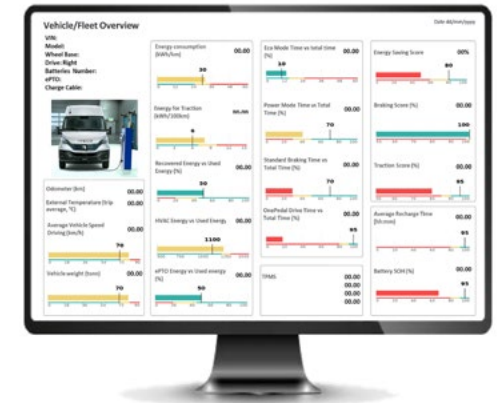 Vehicle/Fleet Overview
Date dd/mm/yyyy
VIN:
Model:
Wheel Base:
Drive: Right
Batteries Number:
ePTO:
Charge Cable:
Odometer (km) 00.00
External Temperature (trip average, °C) 00.00
Average Vehicle Speed Driving (km/h) 00.00
70
Vehicle weight (tons) 00.00
70
Energy consumption (kWh/km) 00.00
30
Energy for Traction (kWh/100km) 00.00
6
Recovered Energy vs Used Energy (%) 00.00
50
HVAC Energy vs Used Energy 00.00
1100
ePTO Energy vs Used energy (%) 00.00
50
Eco Mode Time vs total time (%) 00.00
10
Power Mode Time vs Total Time (%) 00.00
70
Standard Braking Time vs Total Time (%) 00.00
70
OnePedal Drive Time vs Total Time (%) 00.00
95
TPMS 00.00
00.00
00.00
00.00
Energy Saving Score 00%
80
Braking Score (%) 00.00
100
Traction Score (%) 00.00
95
Average Recharge Time (hh:mm) 00.00
95
Battery SOH (%) 00.00
95